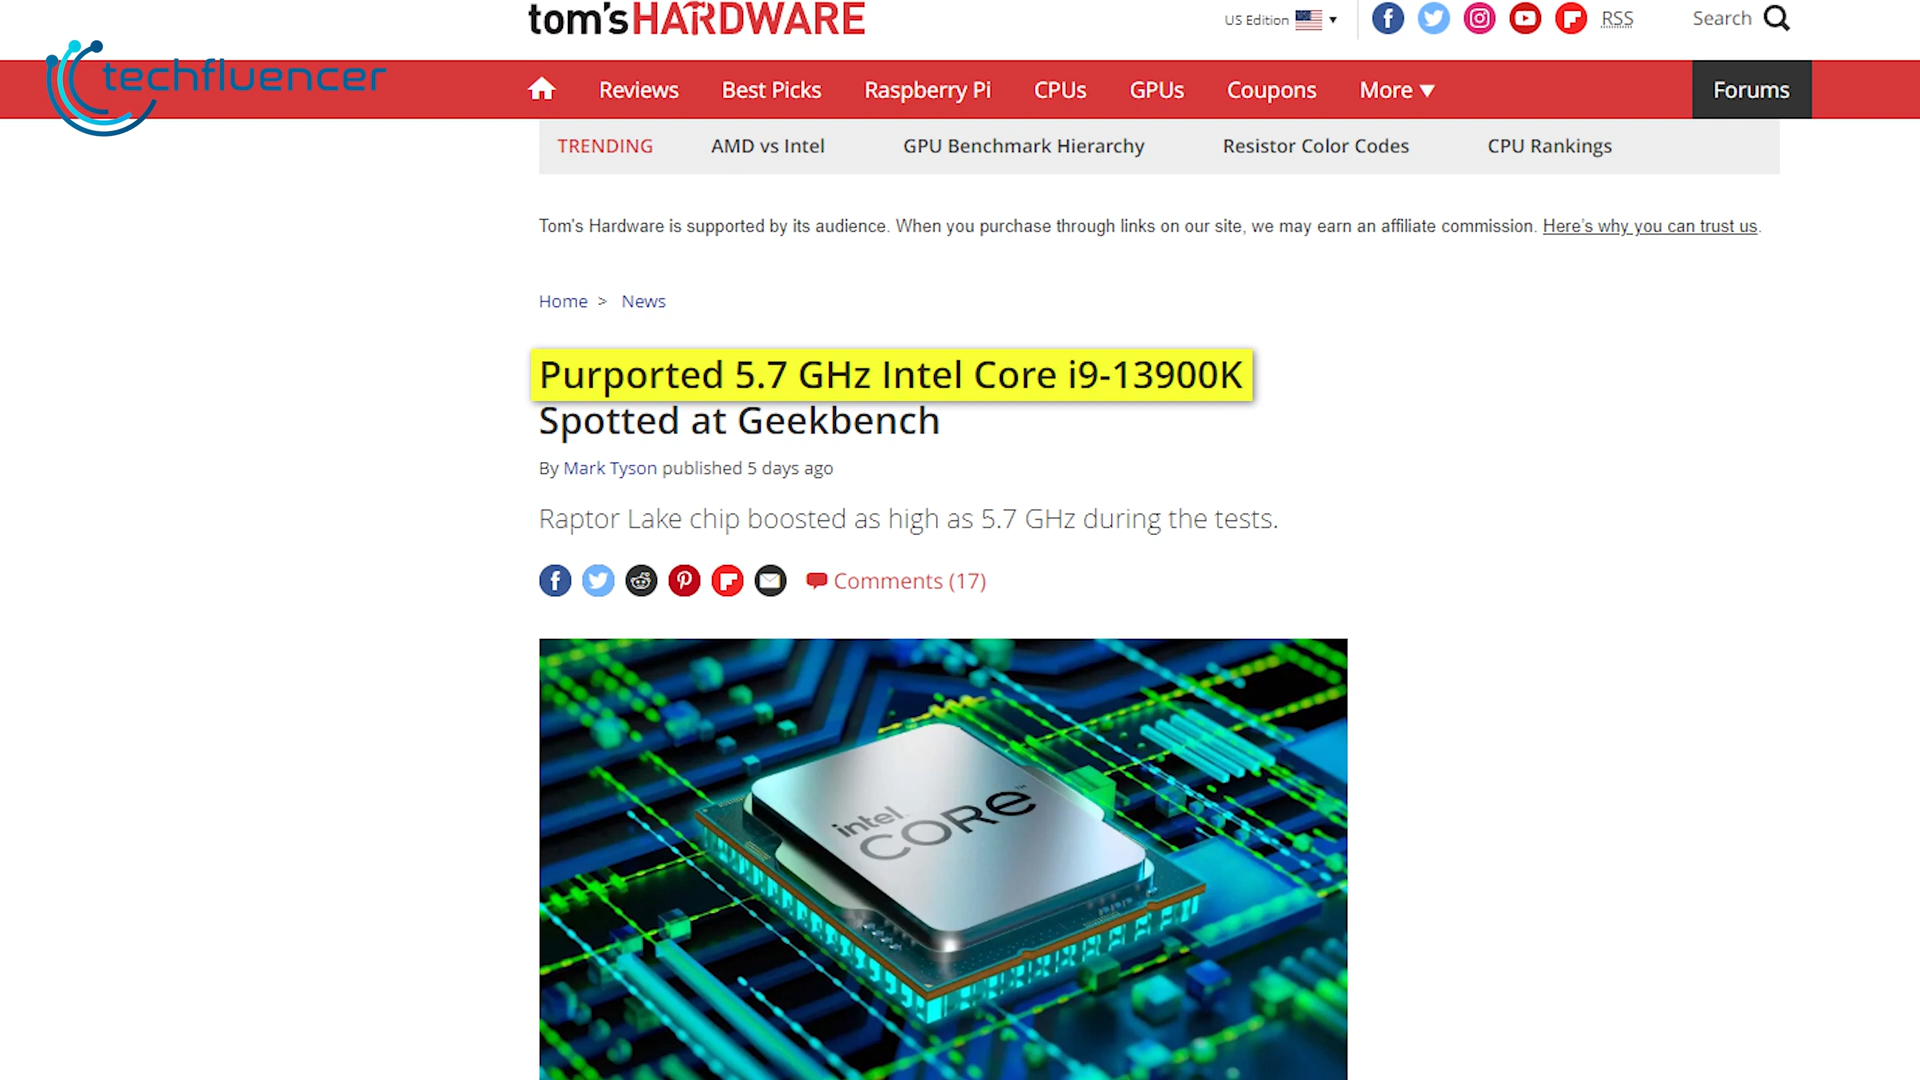 tom'sHARDWARE
US Edition
RSS
Search
techfluencer
Reviews
Best Picks
Raspberry Pi
CPUs
GPUs
Coupons
More
Forums
TRENDING
AMD vs Intel
GPU Benchmark Hierarchy
Resistor Color Codes
CPU Rankings
Tom's Hardware is supported by its audience. When you purchase through links on our site, we may earn an affiliate commission. Here's why you can trust us.
Home > News
Purported 5.7 GHz Intel Core i9-13900K
Spotted at Geekbench
By Mark Tyson published 5 days ago
Raptor Lake chip boosted as high as 5.7 GHz during the tests.
Comments (17)
intel.
CORE™